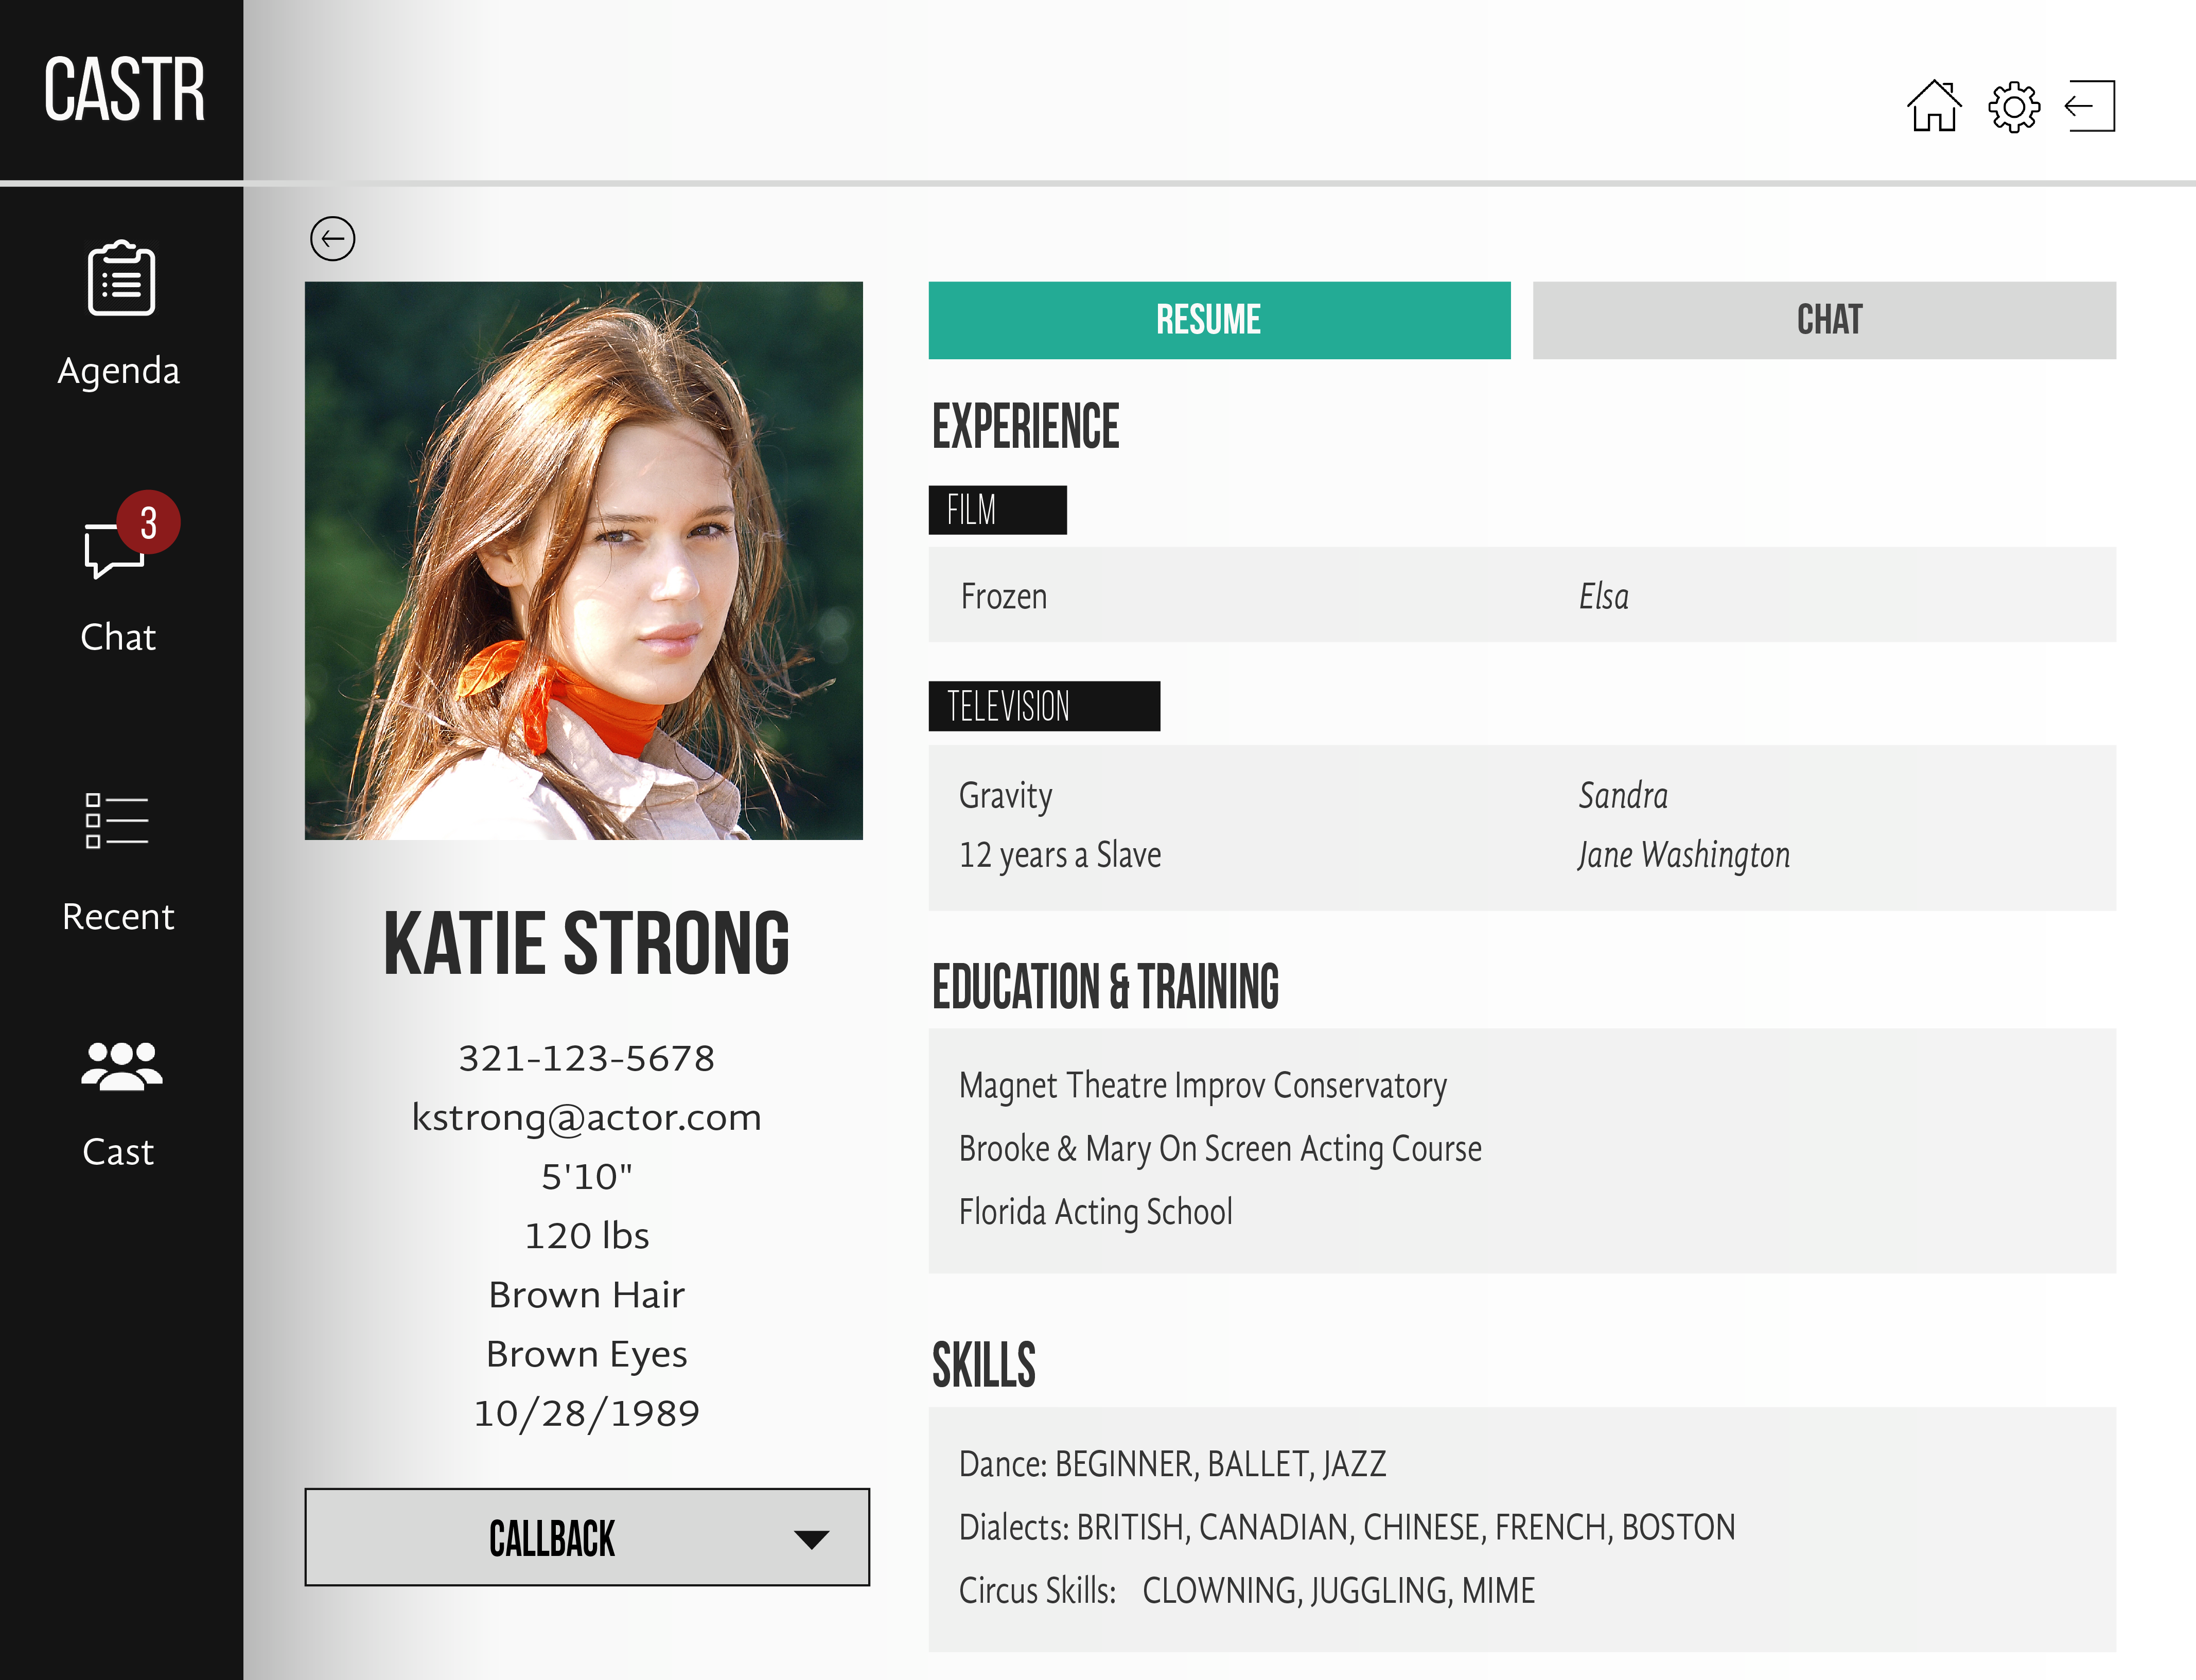 CASTR
Agenda
3
Chat
Recent
Cast
KATIE STRONG
321-123-5678
kstrong@actor.com
5'10"
120 lbs
Brown Hair
Brown Eyes
10/28/1989
CALLBACK
RESUME
CHAT
EXPERIENCE
FILM
Frozen Elsa
TELEVISION
Gravity Sandra
12 years a Slave Jane Washington
EDUCATION & TRAINING
Magnet Theatre Improv Conservatory
Brooke & Mary On Screen Acting Course
Florida Acting School
SKILLS
Dance: BEGINNER, BALLET, JAZZ
Dialects: BRITISH, CANADIAN, CHINESE, FRENCH, BOSTON
Circus Skills: CLOWNING, JUGGLING, MIME